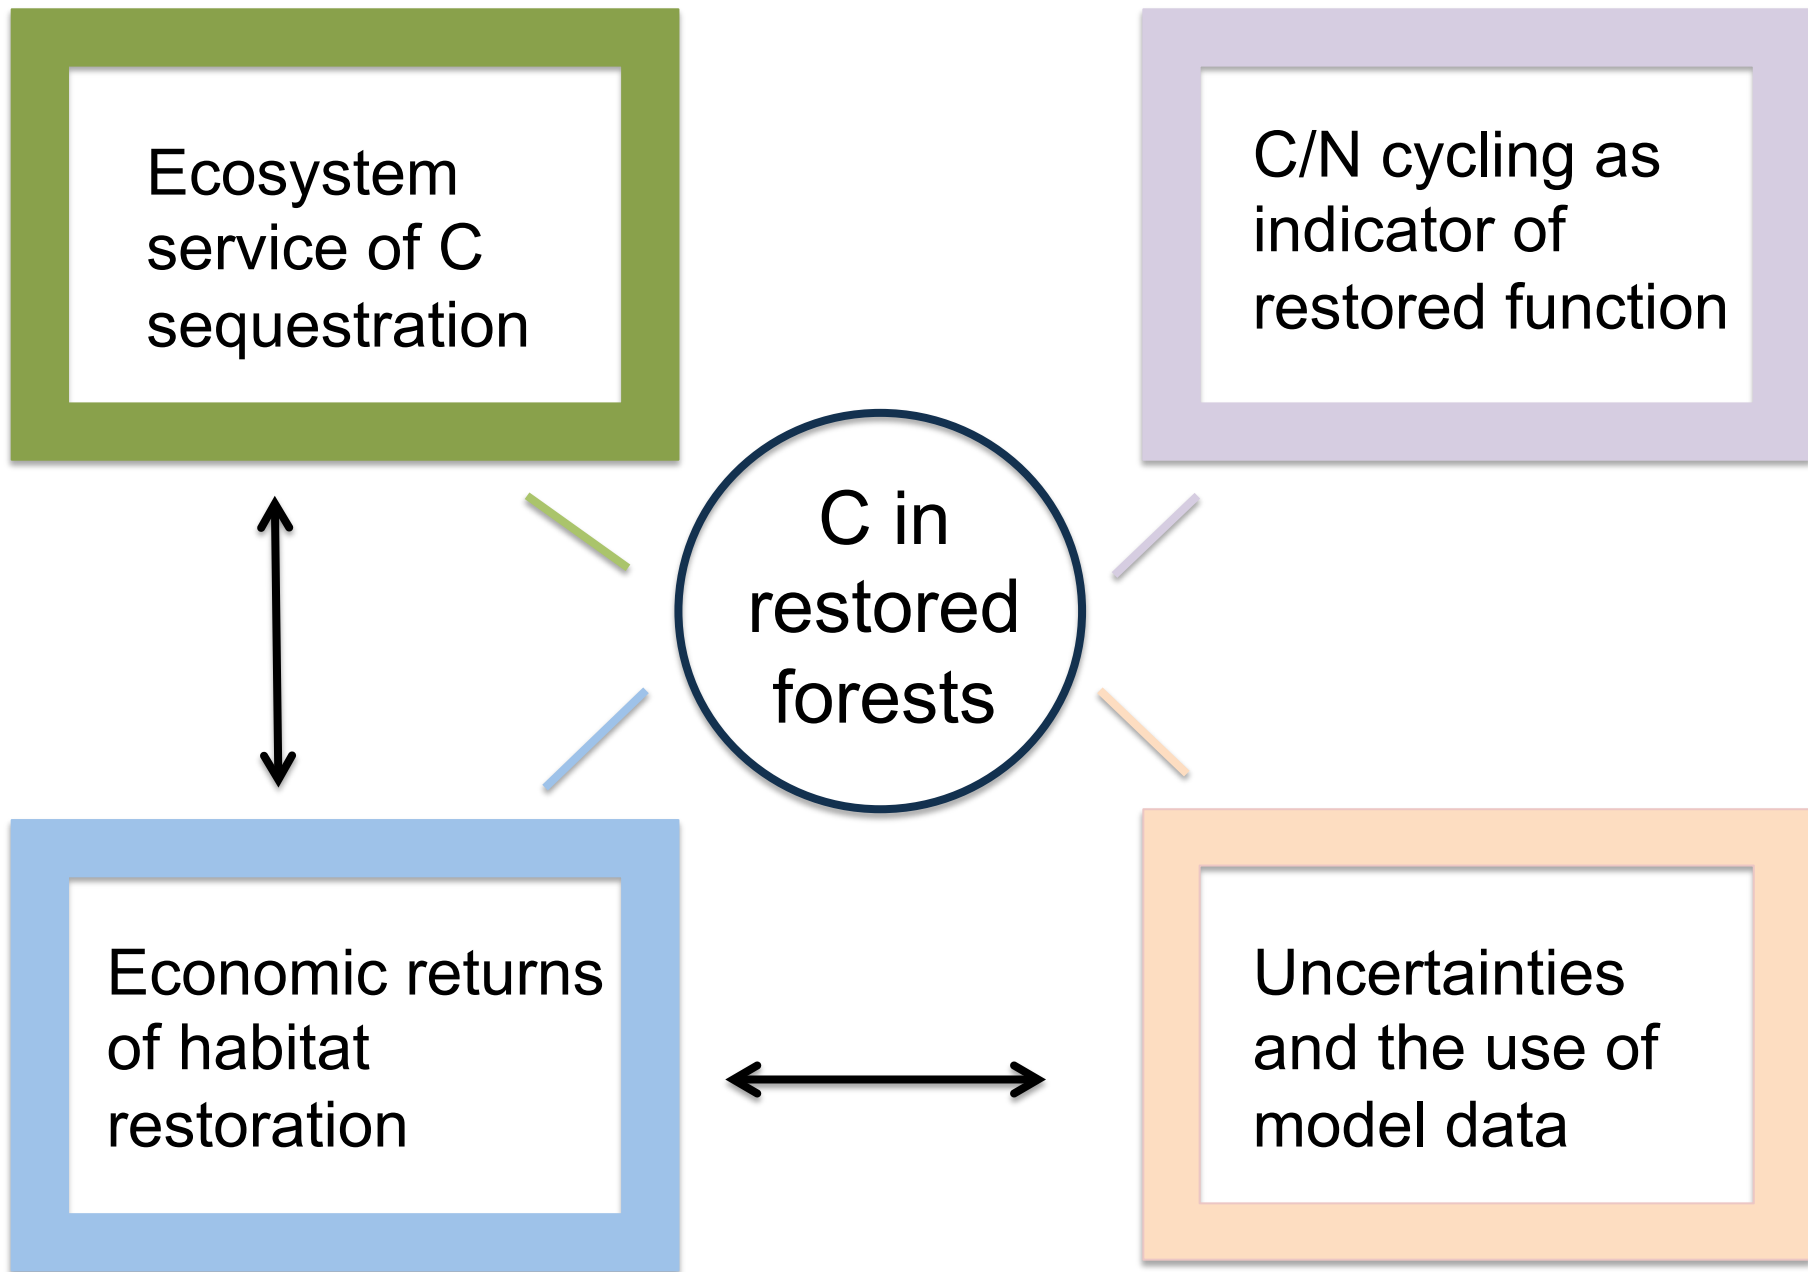 Ecosystem
service of C
sequestration
C/N cycling as
indicator of
restored function
C in
restored
forests
Economic returns
of habitat
restoration
Uncertainties
and the use of
model data